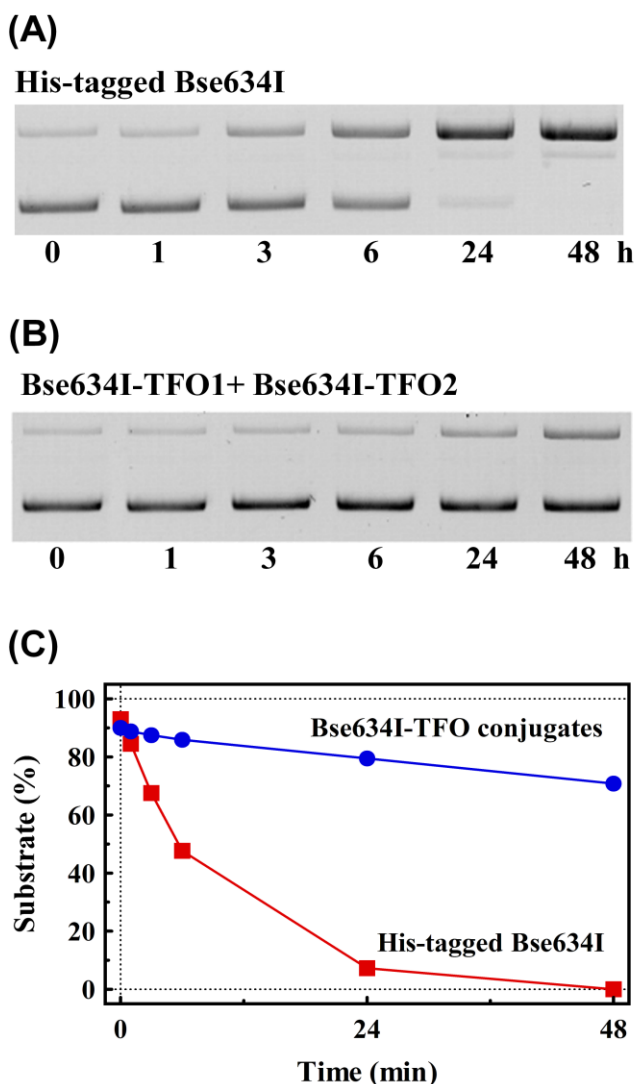 (A)
His-tagged Bse634I
0 1 3 6 24 48 h
(B)
Bse634I-TFO1+ Bse634I-TFO2
0 1 3 6 24 48 h
(C)
100
80
60
40
20
0
Substrate (%)
Bse634I-TFO conjugates
His-tagged Bse634I
0 24 48
Time (min)